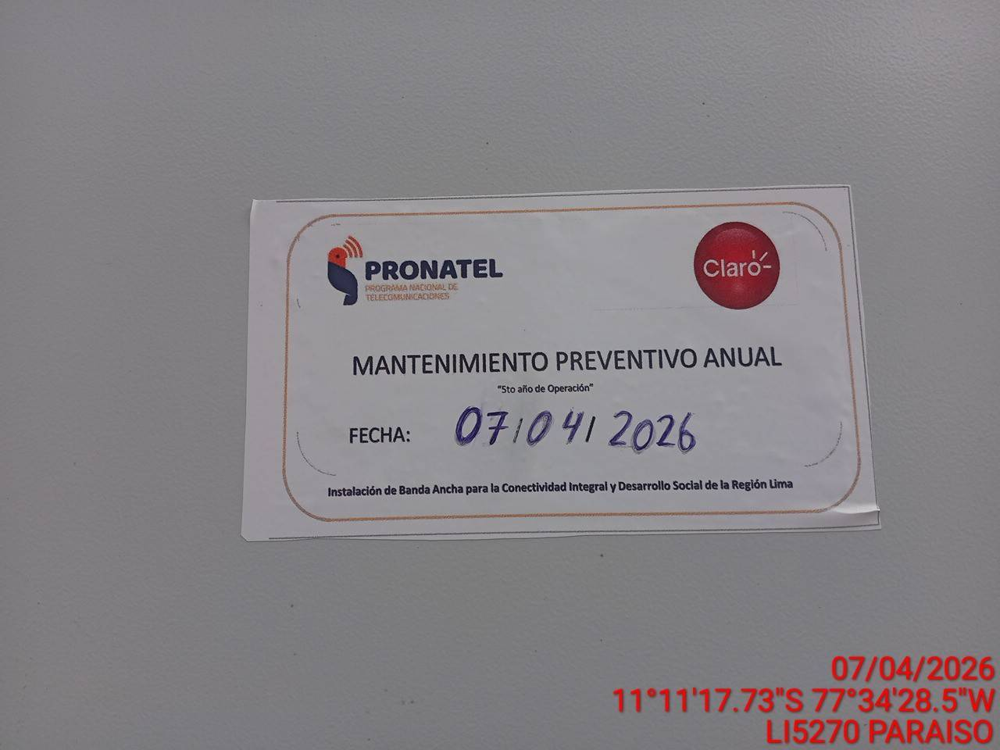 PRONATEL
PROGRAMA NACIONAL DE
TELECOMUNICACIONES
Claro
MANTENIMIENTO PREVENTIVO ANUAL
"5to año de Operación"
FECHA: 07/04/2026
Instalación de Banda Ancha para la Conectividad Integral y Desarrollo Social de la Región Lima
07/04/2026
11°11'17.73"S 77°34'28.5"W
LI5270 PARAISO